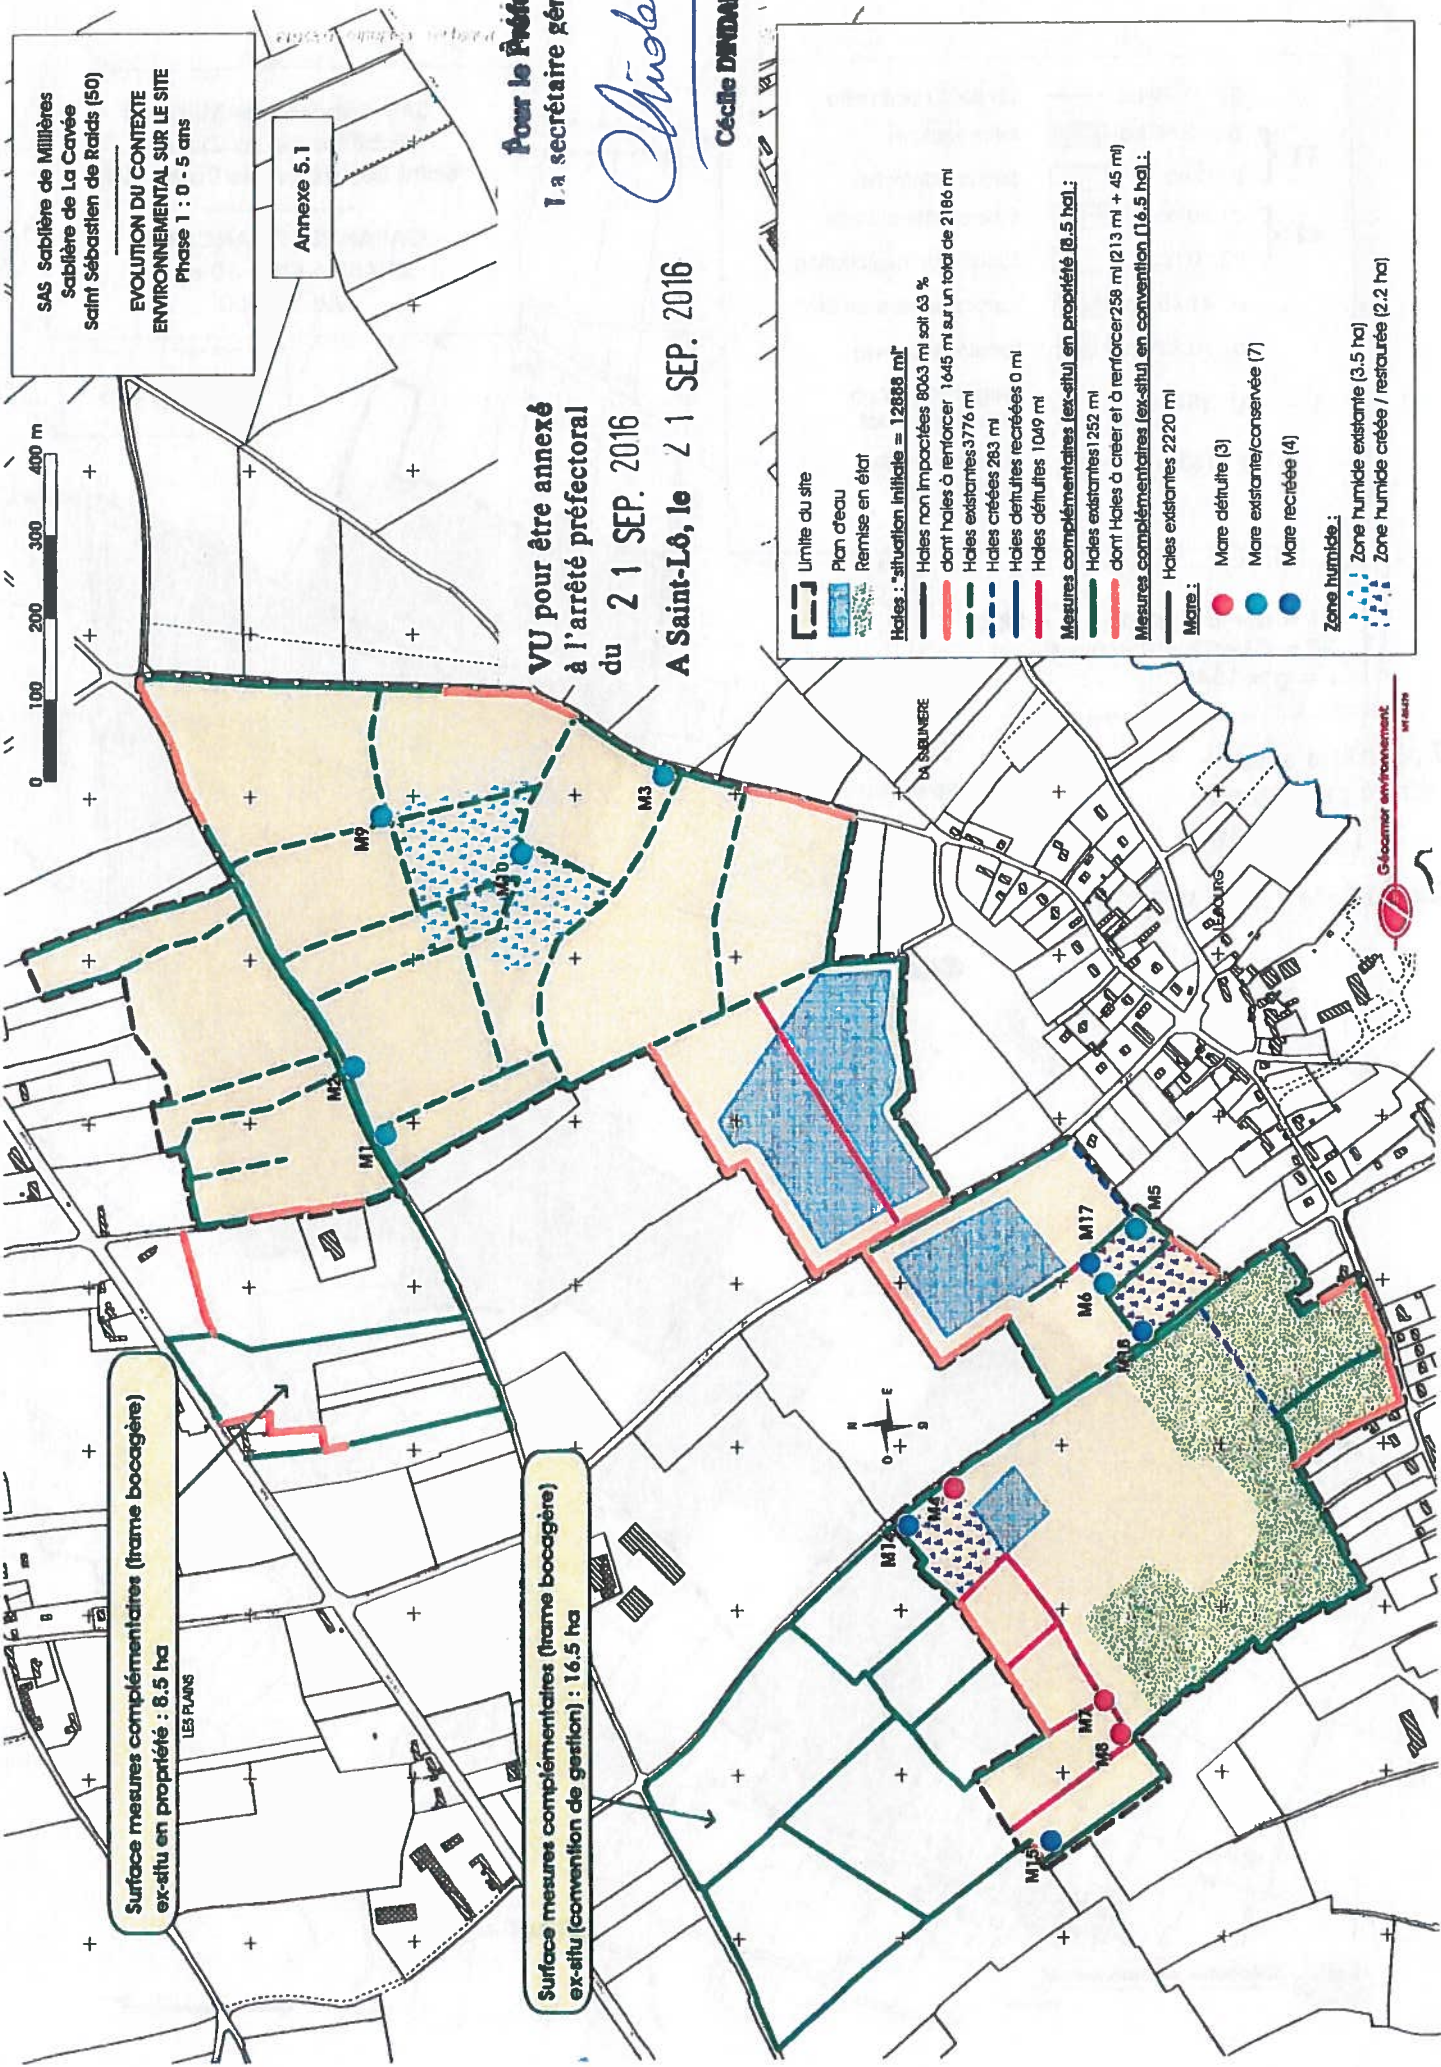 SAS Sablière de Millières
Sablière de La Cavée
Saint Sébastien de Raids (50)
EVOLUTION DU CONTEXTE
ENVIRONNEMENTAL SUR LE SITE
Phase 1 : 0 - 5 ans
Annexe 5.1
0 100 200 300 400 m
VU pour être annexé
à l'arrêté préfectoral
du 21 SEP. 2016
A Saint-Lô, le 21 SEP. 2016
Pour le Préfe
La secrétaire gén
Cécile DINDAR
Surface mesures complémentaires (trame bocagère)
ex-situ en propriété : 8.5 ha
LES PLAINS
Surface mesures complémentaires (trame bocagère)
ex-situ (convention de gestion) : 16.5 ha
N
O E
S
M1
M2
M9
M10
M3
M17
M5
M6
M14
M4
M7
M8
M15
LA SUBLINIERE
LE BOURG
Limite du site
Plan d'eau
Remise en état
Haies : "situation initiale = 12888 ml"
Haies non impactées 8063 ml soit 63 %
dont haies à renforcer 1645 ml sur un total de 2186 ml
Haies existantes 3776 ml
Haies créées 283 ml
Haies detruites recréées 0 ml
Haies détruites 1049 ml
Mesures complémentaires (ex-situ) en propriété (8.5 ha) :
Haies existantes 1252 ml
dont Haies à créer et à renforcer 258 ml (213 ml + 45 ml)
Mesures complémentaires (ex-situ) en convention (16.5 ha) :
Haies existantes 2220 ml
Mare :
Mare détruite (3)
Mare existante/conservée (7)
Mare recréée (4)
Zone humide :
Zone humide existante (3.5 ha)
Zone humide créée / restaurée (2.2 ha)
Géoarmor environnement